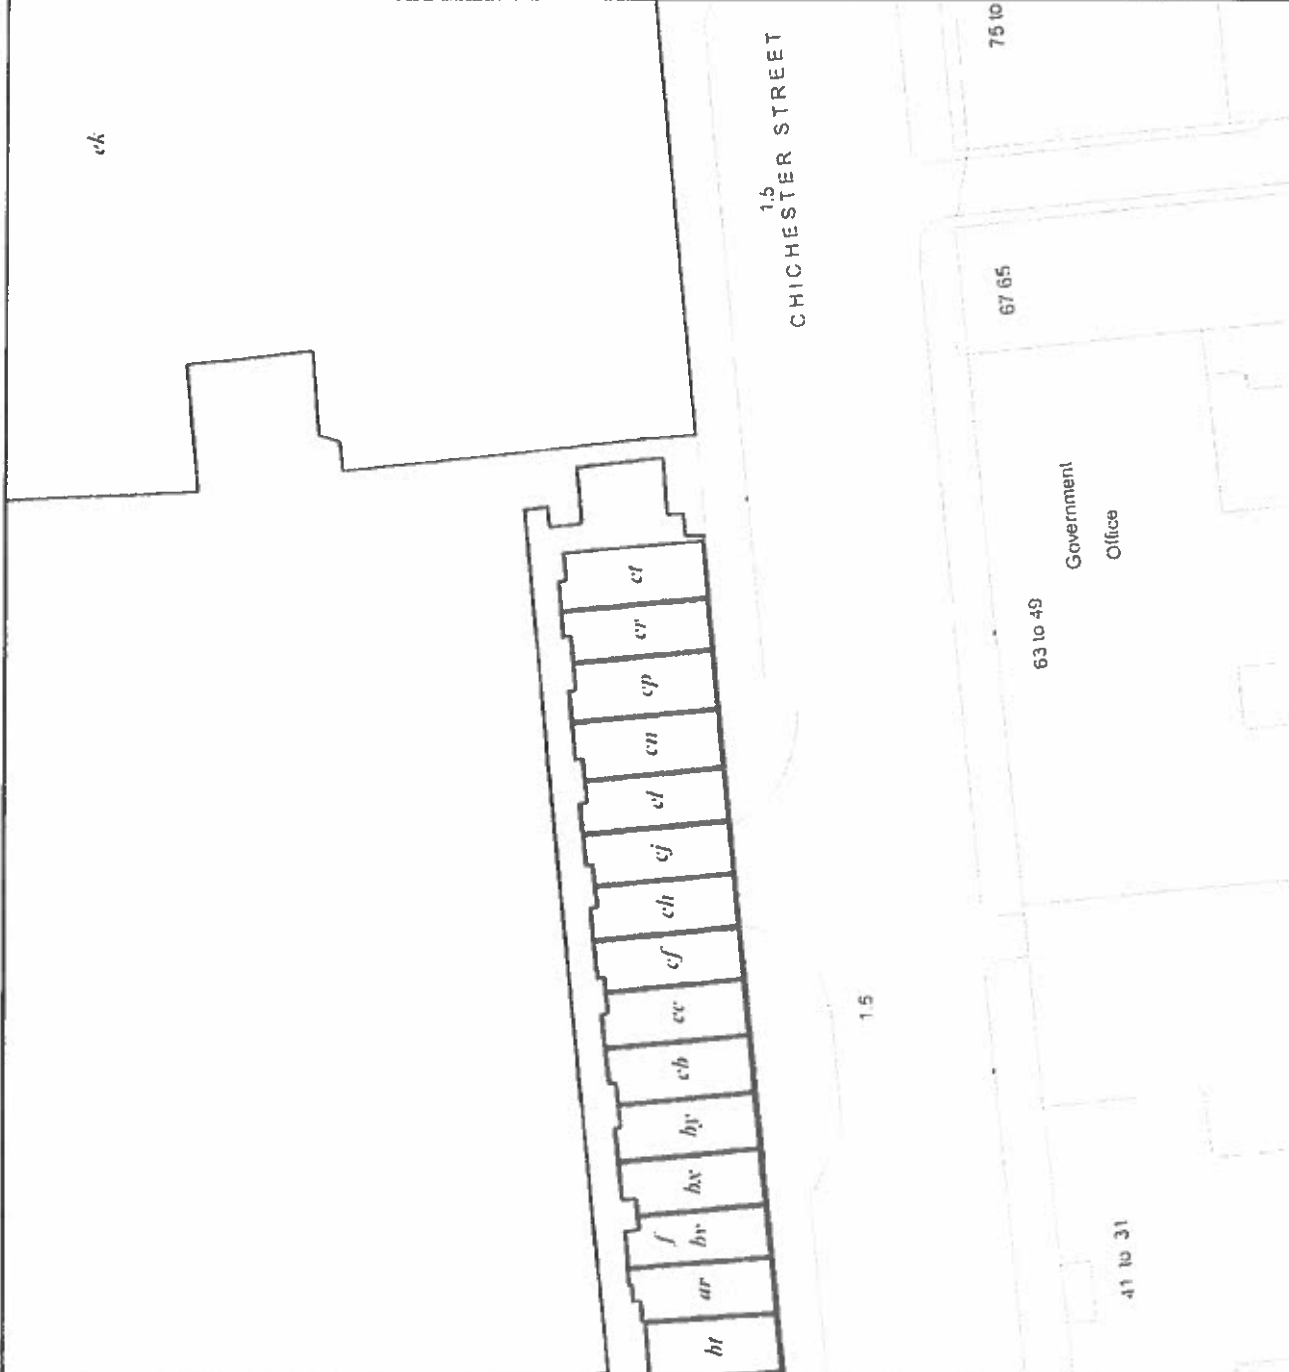 ck
CHICHESTER STREET
1.5
75 to
67 65
Government
Office
63 to 49
ct
cr
cp
cn
cl
cj
ch
cf
cc
cb
by
bx
f
bv
ar
bt
1.5
41 to 31